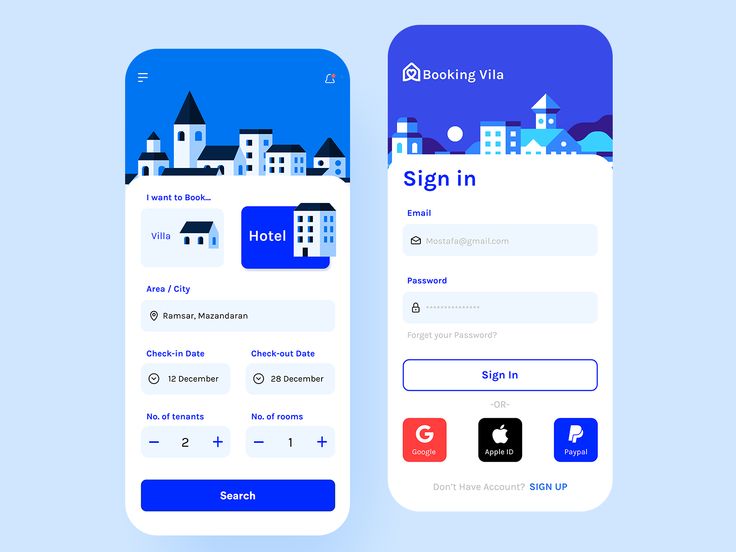 I want to Book...
Villa
Hotel
Area / City
Ramsar, Mazandaran
Check-in Date Check-out Date
12 December 28 December
No. of tenants No. of rooms
− 2 + − 1 +
Search
Booking Vila
Sign in
Email
Mostafa@gmail.com
Password
***************
Forget your Password?
Sign In
-OR-
Google Apple ID Paypal
Don't Have Account? SIGN UP